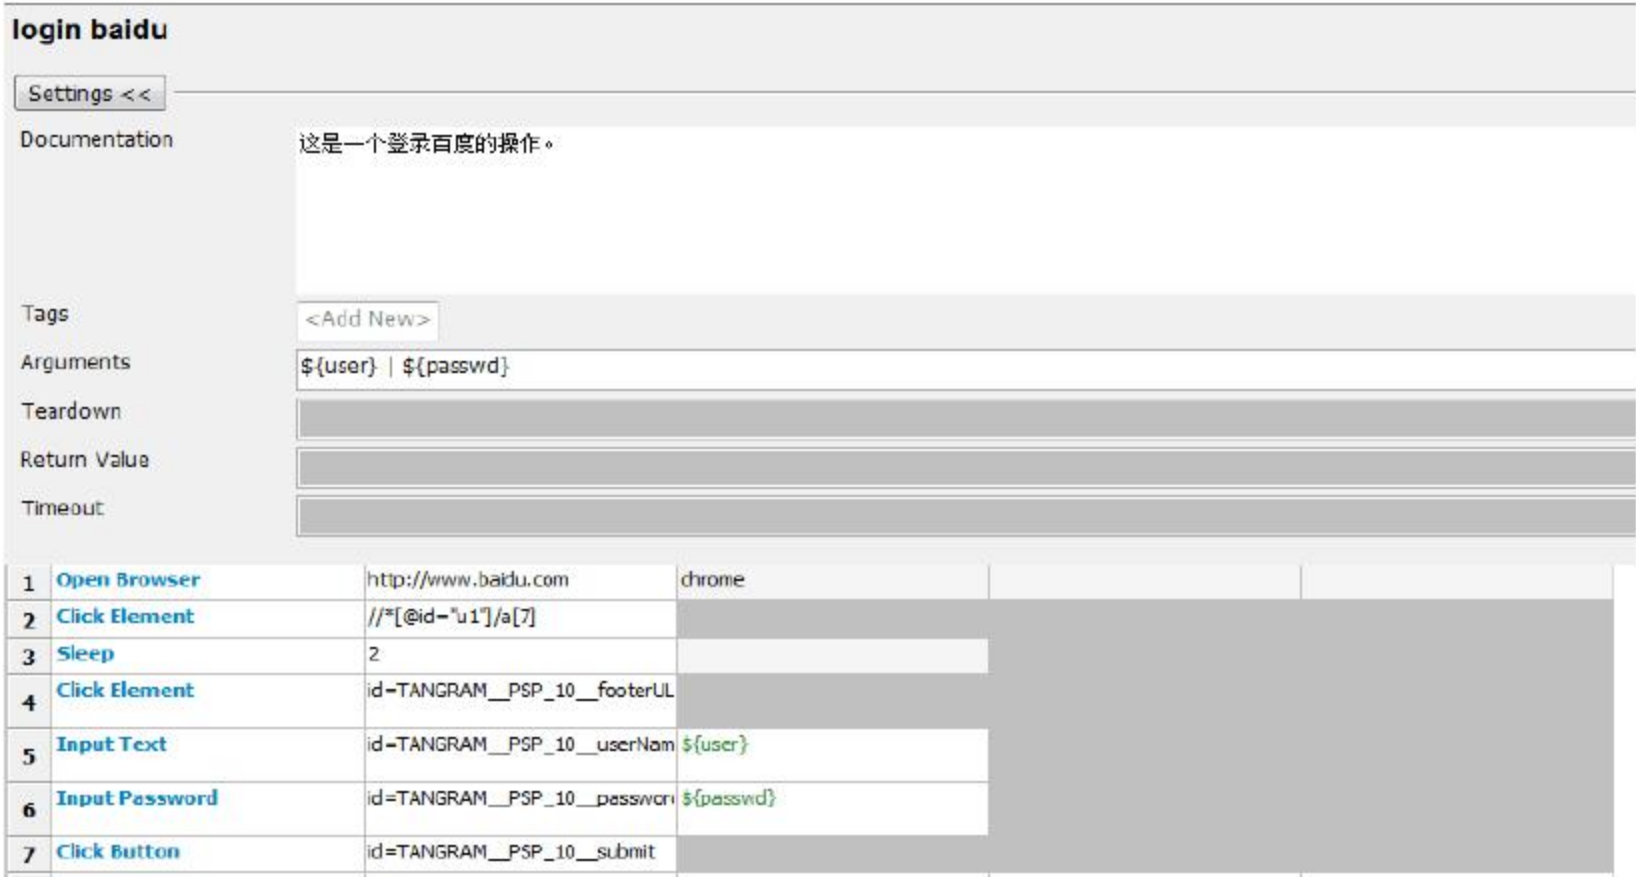 login baidu
Settings <<
Documentation
这是一个登录百度的操作。
Tags
<Add New>
Arguments
${user} | ${passwd}
Teardown
Return Value
Timeout
1 Open Browser http://www.baidu.com chrome
2 Click Element //*[@id="u1"]/a[7]
3 Sleep 2
4 Click Element id=TANGRAM__PSP_10__footerUL
5 Input Text id=TANGRAM__PSP_10__userNam ${user}
6 Input Password id=TANGRAM__PSP_10__passwor ${passwd}
7 Click Button id=TANGRAM__PSP_10__submit